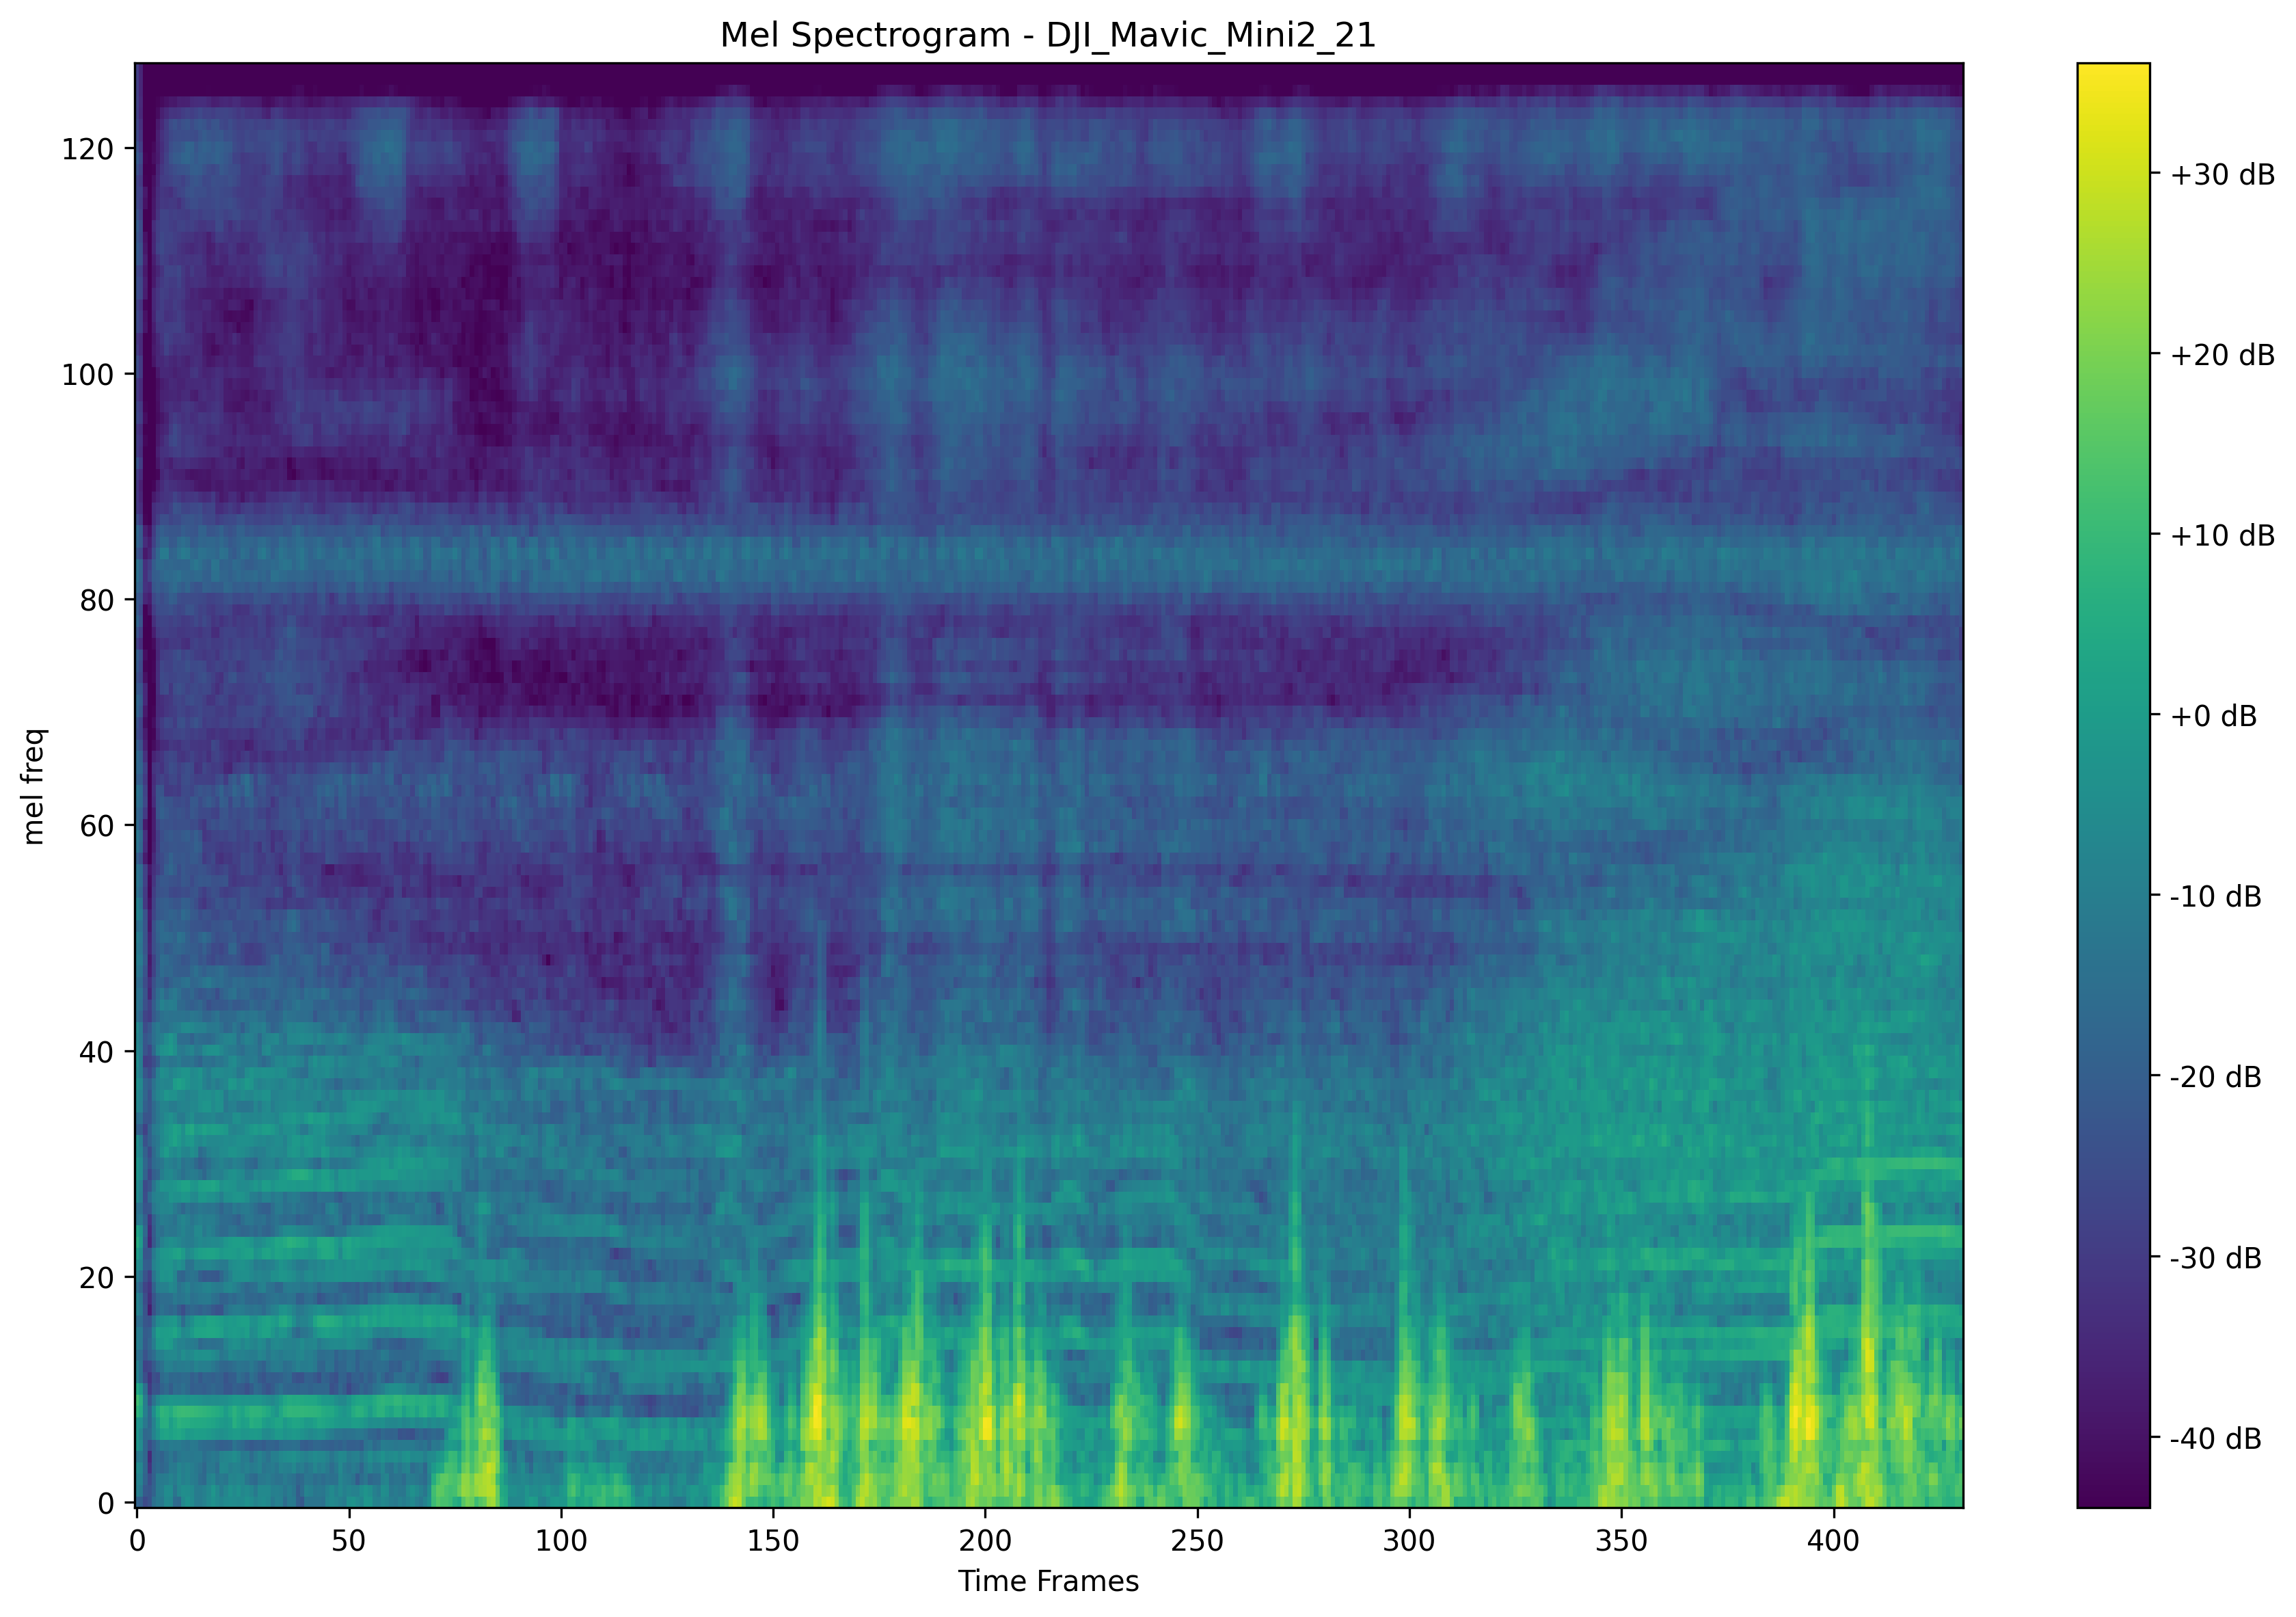 Mel Spectrogram - DJI_Mavic_Mini2_21
mel freq
120
100
80
60
40
20
0
0 50 100 150 200 250 300 350 400
Time Frames
+30 dB
+20 dB
+10 dB
+0 dB
-10 dB
-20 dB
-30 dB
-40 dB